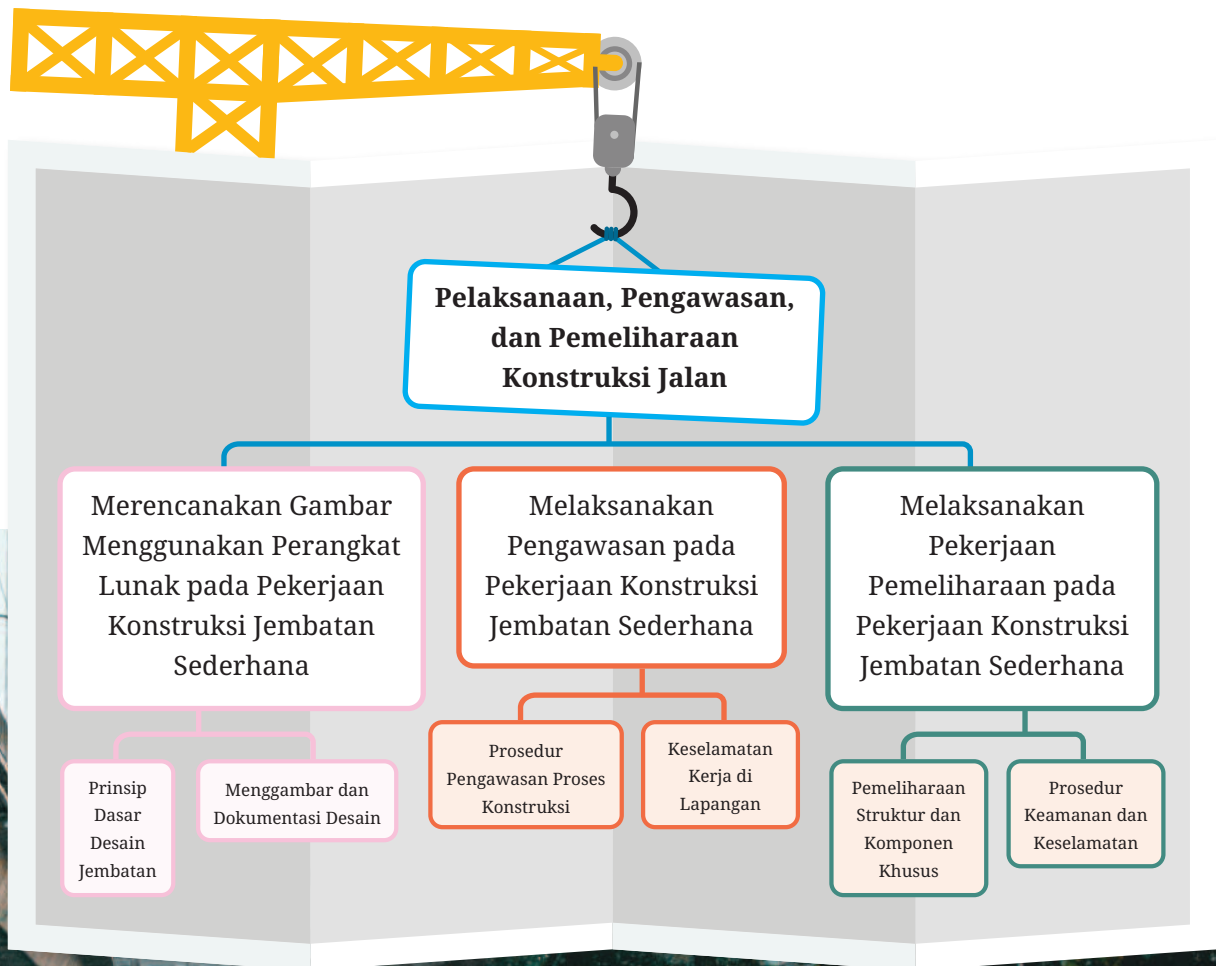 Pelaksanaan, Pengawasan,
dan Pemeliharaan
Konstruksi Jalan
Merencanakan Gambar
Menggunakan Perangkat
Lunak pada Pekerjaan
Konstruksi Jembatan
Sederhana
Prinsip
Dasar
Desain
Jembatan
Menggambar dan
Dokumentasi Desain
Melaksanakan
Pengawasan pada
Pekerjaan Konstruksi
Jembatan Sederhana
Prosedur
Pengawasan Proses
Konstruksi
Keselamatan
Kerja di
Lapangan
Melaksanakan
Pekerjaan
Pemeliharaan pada
Pekerjaan Konstruksi
Jembatan Sederhana
Pemeliharaan
Struktur dan
Komponen
Khusus
Prosedur
Keamanan dan
Keselamatan